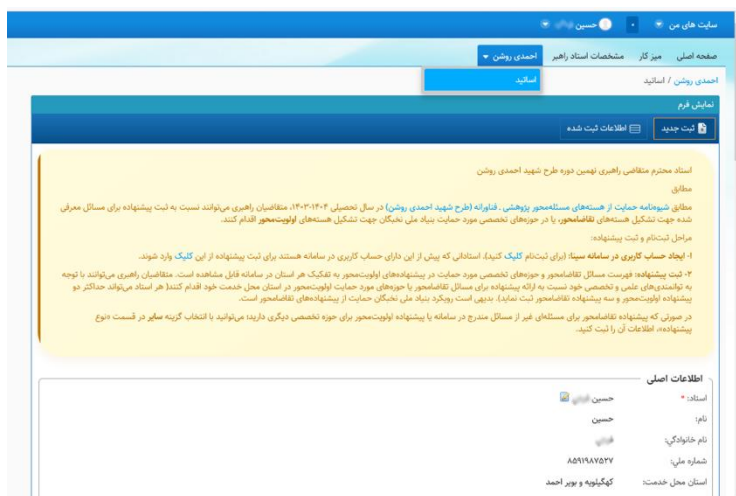 سایت های من
حسین
صفحه اصلی
میز کار
مشخصات استاد راهبر
احمدی روشن
اساتید
احمدی روشن / اساتید
نمایش فرم
ثبت جدید
اطلاعات ثبت شده
استاد محترم متقاضی راهبری نهمین دوره طرح شهید احمدی روشن
مطابق
مطابق شیوه‌نامه حمایت از هسته‌های مسئله‌محور پژوهشی ـ فناورانه (طرح شهید احمدی روشن) در سال تحصیلی ۱۴۰۴-۱۴۰۳، متقاضیان راهبری می‌توانند نسبت به ثبت پیشنهاده برای مسائل معرفی
شده جهت تشکیل هسته‌های تقاضامحور، یا در حوزه‌های تخصصی مورد حمایت بنیاد ملی نخبگان جهت تشکیل هسته‌های اولویت‌محور اقدام کنند.
مراحل ثبت‌نام و ثبت پیشنهاده:
۱- ایجاد حساب کاربری در سامانه سینا: (برای ثبت‌نام کلیک کنید). استادانی که پیش از این دارای حساب کاربری در سامانه هستند برای ثبت پیشنهاده از این کلیک وارد شوند.
۲- ثبت پیشنهاده: فهرست مسائل تقاضامحور و حوزه‌های تخصصی مورد حمایت در پیشنهاده‌های اولویت‌محور به تفکیک هر استان در سامانه قابل مشاهده است. متقاضیان راهبری می‌توانند با توجه
به توانمندی‌های علمی و تخصصی خود نسبت به ارائه پیشنهاده برای مسائل تقاضامحور یا حوزه‌های مورد حمایت اولویت‌محور در استان محل خدمت خود اقدام کنند( هر استاد می‌تواند حداکثر دو
پیشنهاده اولویت‌محور و سه پیشنهاده تقاضامحور ثبت نماید). بدیهی است رویکرد بنیاد ملی نخبگان حمایت از پیشنهاده‌های تقاضامحور است.
در صورتی که پیشنهاده تقاضامحور برای مسئله‌ای غیر از مسائل مندرج در سامانه یا پیشنهاده اولویت‌محور برای حوزه تخصصی دیگری دارید؛ می‌توانید با انتخاب گزینه سایر در قسمت «نوع
پیشنهاده»، اطلاعات آن را ثبت کنید.
اطلاعات اصلی
استاد: * حسین
نام: حسین
نام خانوادگی:
شماره ملی: ۸۵۹۱۹۸۷۵۲۷
استان محل خدمت: کهگیلویه و بویر احمد